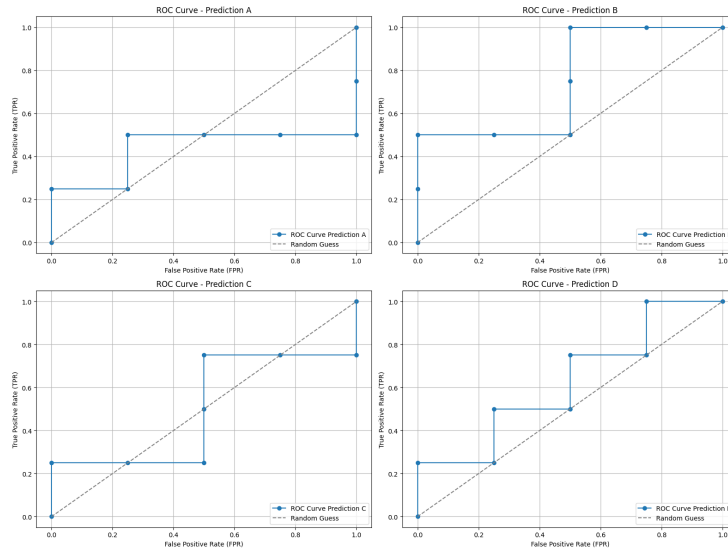 ROC Curve - Prediction A
True Positive Rate (TPR)
1.0
0.8
0.6
0.4
0.2
0.0
0.0 0.2 0.4 0.6 0.8 1.0
False Positive Rate (FPR)
ROC Curve Prediction A
Random Guess
ROC Curve - Prediction B
True Positive Rate (TPR)
1.0
0.8
0.6
0.4
0.2
0.0
0.0 0.2 0.4 0.6 0.8 1.0
False Positive Rate (FPR)
ROC Curve Prediction
Random Guess
ROC Curve - Prediction C
True Positive Rate (TPR)
1.0
0.8
0.6
0.4
0.2
0.0
0.0 0.2 0.4 0.6 0.8 1.0
False Positive Rate (FPR)
ROC Curve Prediction C
Random Guess
ROC Curve - Prediction D
True Positive Rate (TPR)
1.0
0.8
0.6
0.4
0.2
0.0
0.0 0.2 0.4 0.6 0.8 1.0
False Positive Rate (FPR)
ROC Curve Prediction
Random Guess